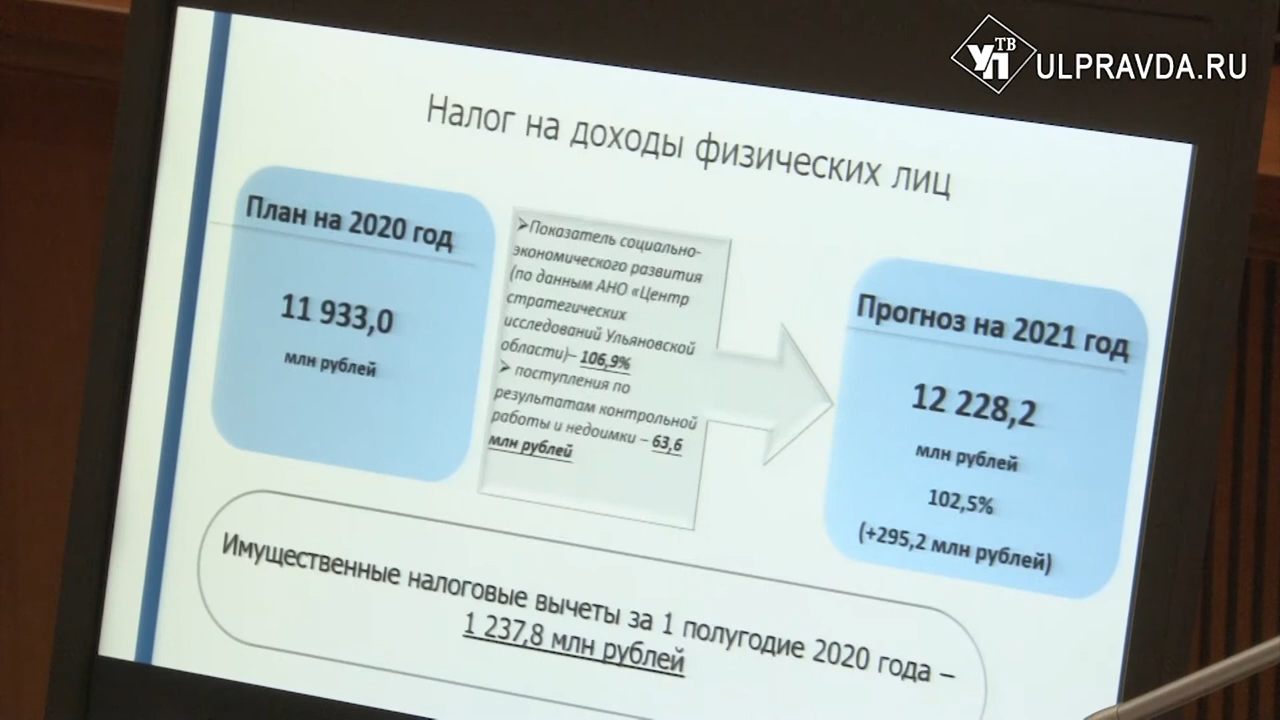 УП ТВ ULPRAVDA.RU
Налог на доходы физических лиц
План на 2020 год
11 933,0
млн рублей
➢Показатель социально-
экономического развития
(по данным АНО «Центр
стратегических
исследований Ульяновской
области)– 106,9%
➢ поступления по
результатам контрольной
работы и недоимки – 63,6
млн рублей
Прогноз на 2021 год
12 228,2
млн рублей
102,5%
(+295,2 млн рублей)
Имущественные налоговые вычеты за 1 полугодие 2020 года –
1 237,8 млн рублей